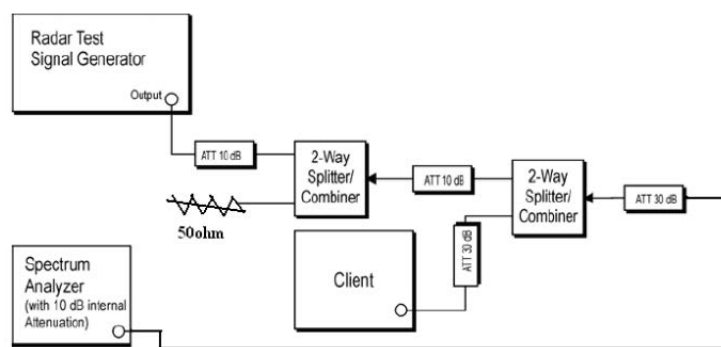 Radar Test
Signal Generator
Output
ATT 10 dB
2-Way
Splitter/
Combiner
ATT 10 dB
2-Way
Splitter/
Combiner
ATT 30 dB
50ohm
ATT 30 dB
Client
Spectrum
Analyzer
(with 10 dB internal
Attenuation)